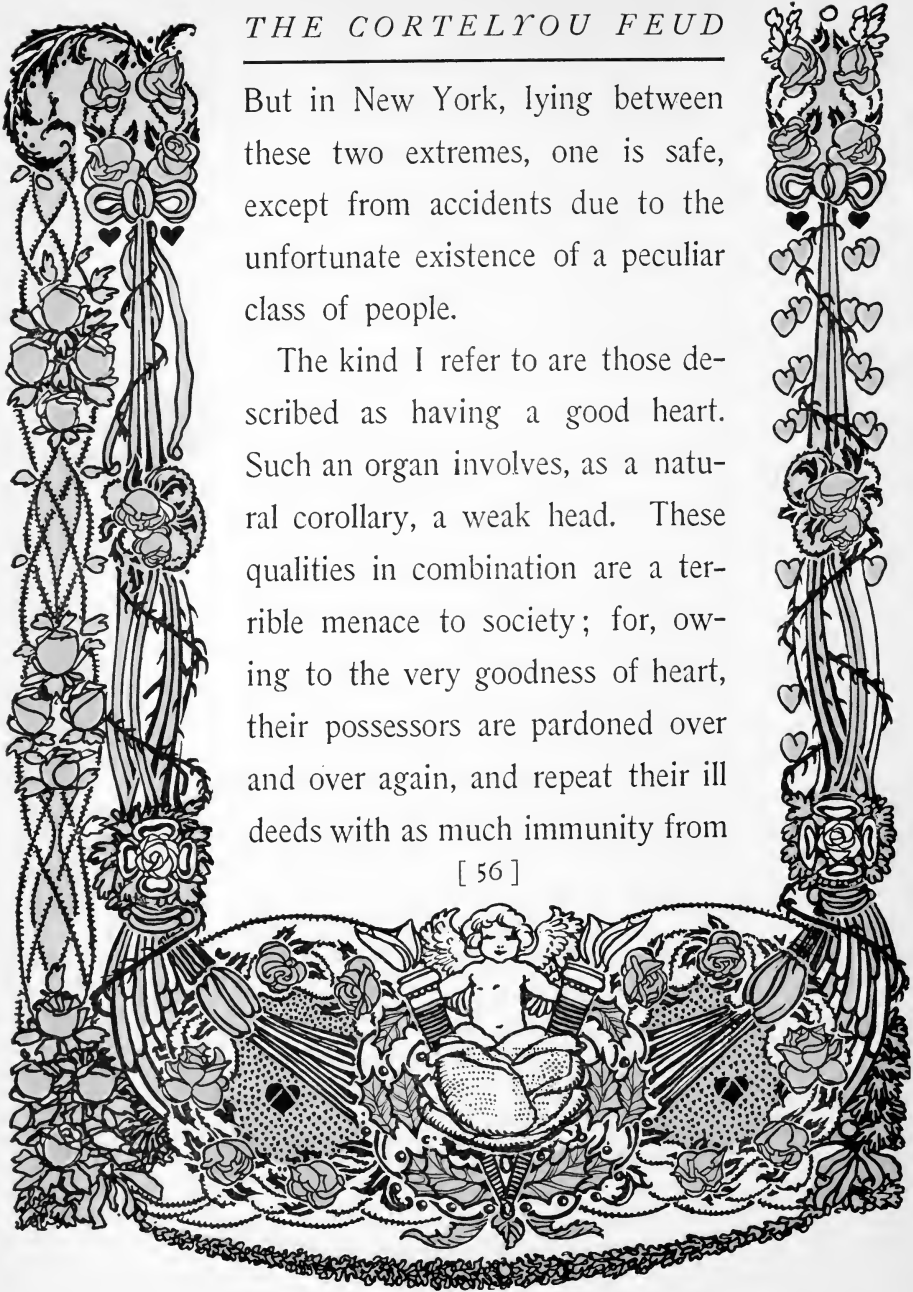 THE CORTELYOU FEUD
But in New York, lying between
these two extremes, one is safe,
except from accidents due to the
unfortunate existence of a peculiar
class of people.
The kind I refer to are those de-
scribed as having a good heart.
Such an organ involves, as a natu-
ral corollary, a weak head. These
qualities in combination are a ter-
rible menace to society; for, ow-
ing to the very goodness of heart,
their possessors are pardoned over
and over again, and repeat their ill
deeds with as much immunity from
[ 56 ]